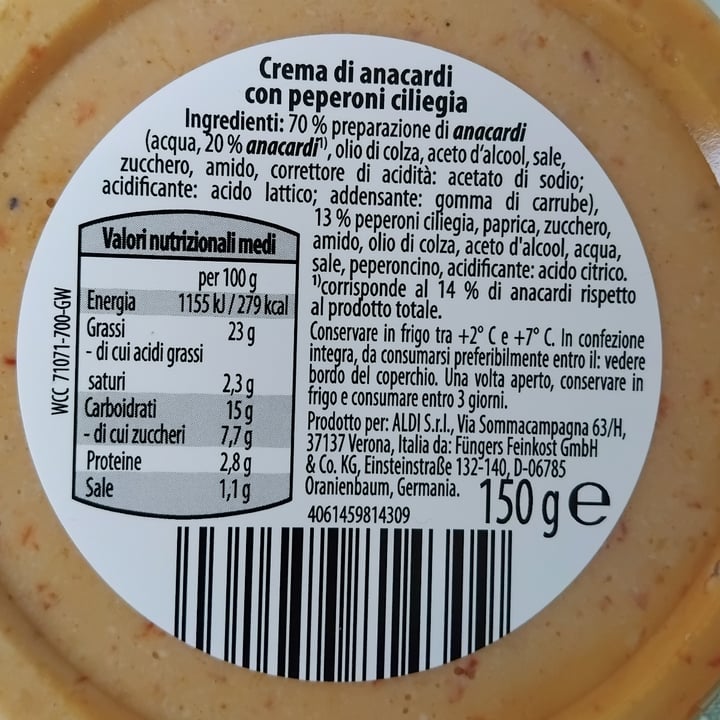 Crema di anacardi
con peperoni ciliegia
Ingredienti: 70 % preparazione di anacardi
(acqua, 20 % anacardi¹⁾, olio di colza, aceto d'alcool, sale,
zucchero, amido, correttore di acidità: acetato di sodio;
acidificante: acido lattico; addensante: gomma di carrube),
13 % peperoni ciliegia, paprica, zucchero,
amido, olio di colza, aceto d'alcool, acqua,
sale, peperoncino, acidificante: acido citrico.
¹⁾corrisponde al 14 % di anacardi rispetto
al prodotto totale.
Conservare in frigo tra +2° C e +7° C. In confezione
integra, da consumarsi preferibilmente entro il: vedere
bordo del coperchio. Una volta aperto, conservare in
frigo e consumare entro 3 giorni.
Prodotto per: ALDI S.r.l., Via Sommacampagna 63/H,
37137 Verona, Italia da: Füngers Feinkost GmbH
& Co. KG, Einsteinstraße 132-140, D-06785
Oranienbaum, Germania.
150 g e
4061459814309
Valori nutrizionali medi
per 100 g
Energia 1155 kJ / 279 kcal
Grassi 23 g
- di cui acidi grassi
saturi 2,3 g
Carboidrati 15 g
- di cui zuccheri 7,7 g
Proteine 2,8 g
Sale 1,1 g
WCC 71071-700-GW